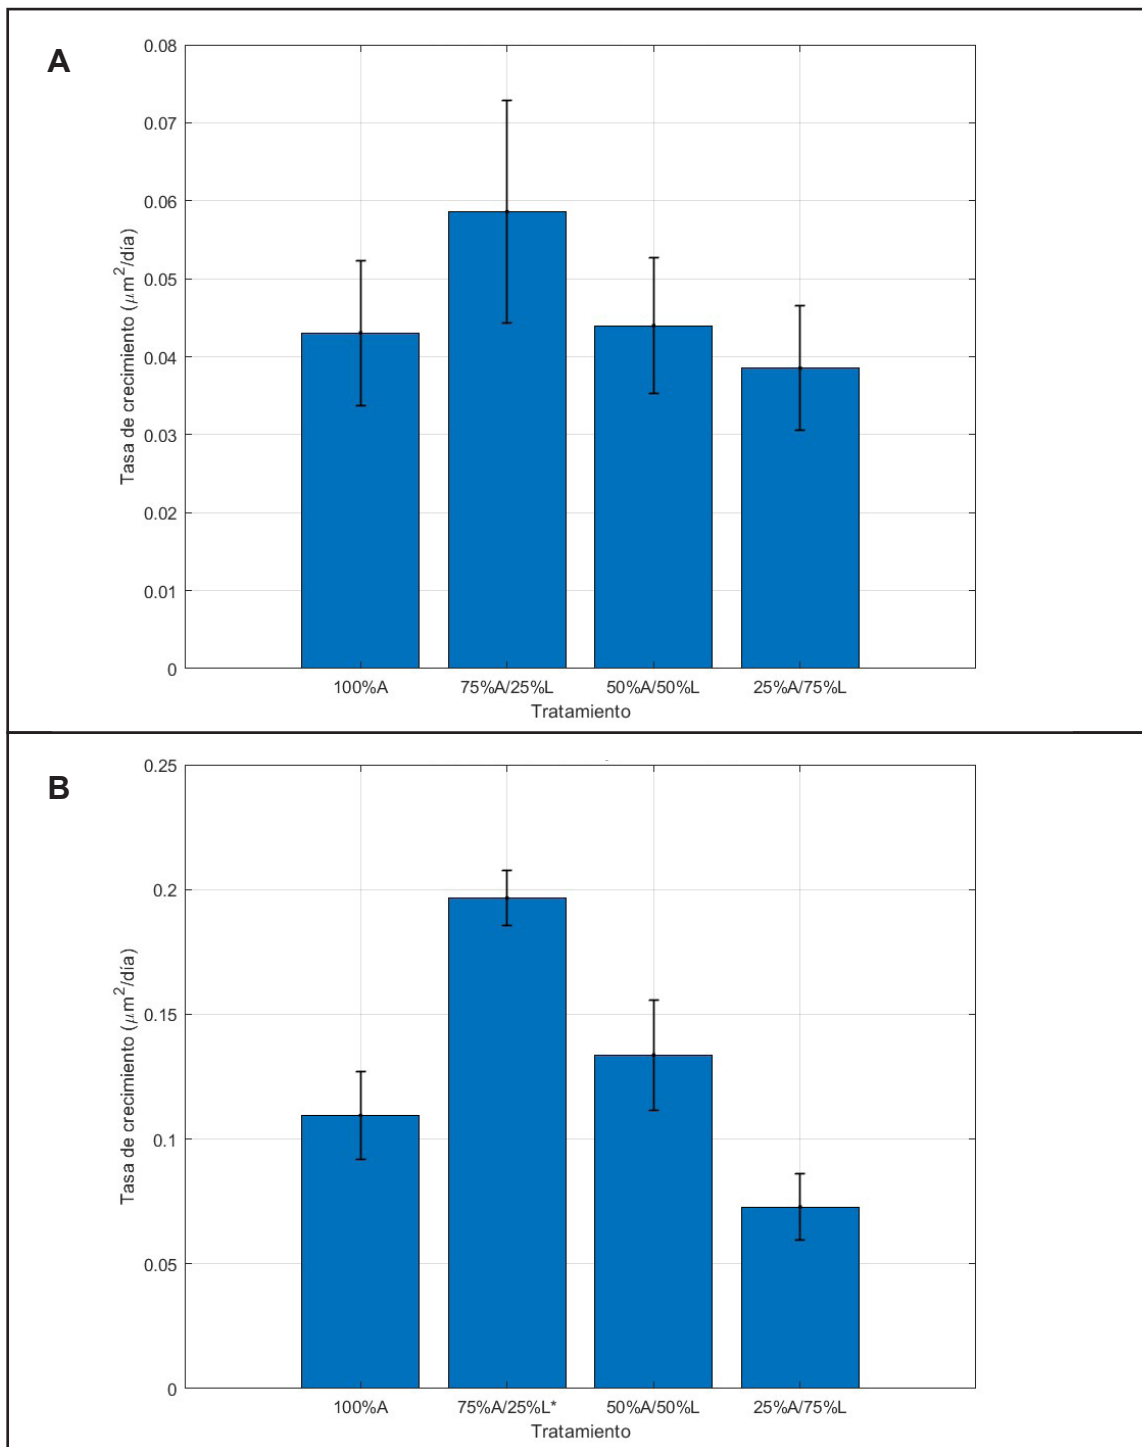 A
0.08
0.07
0.06
0.05
0.04
0.03
0.02
0.01
0
Tasa de crecimiento (μm²/día)
100%A 75%A/25%L 50%A/50%L 25%A/75%L
Tratamiento
B
0.25
0.2
0.15
0.1
0.05
0
Tasa de crecimiento (μm²/día)
100%A 75%A/25%L* 50%A/50%L 25%A/75%L
Tratamiento